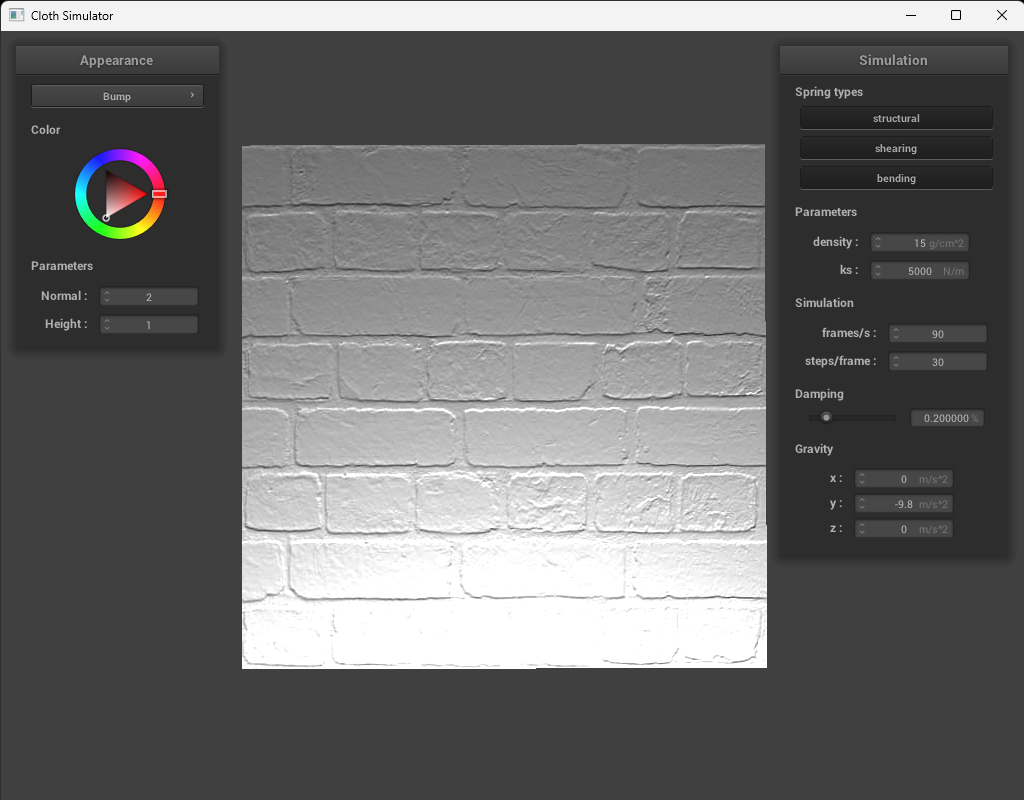 Cloth Simulator
Appearance
Bump
Color
Parameters
Normal : 2
Height : 1
Simulation
Spring types
structural
shearing
bending
Parameters
density : 15 g/cm^2
ks : 5000 N/m
Simulation
frames/s : 90
steps/frame : 30
Damping
0.200000 %
Gravity
x : 0 m/s^2
y : -9.8 m/s^2
z : 0 m/s^2